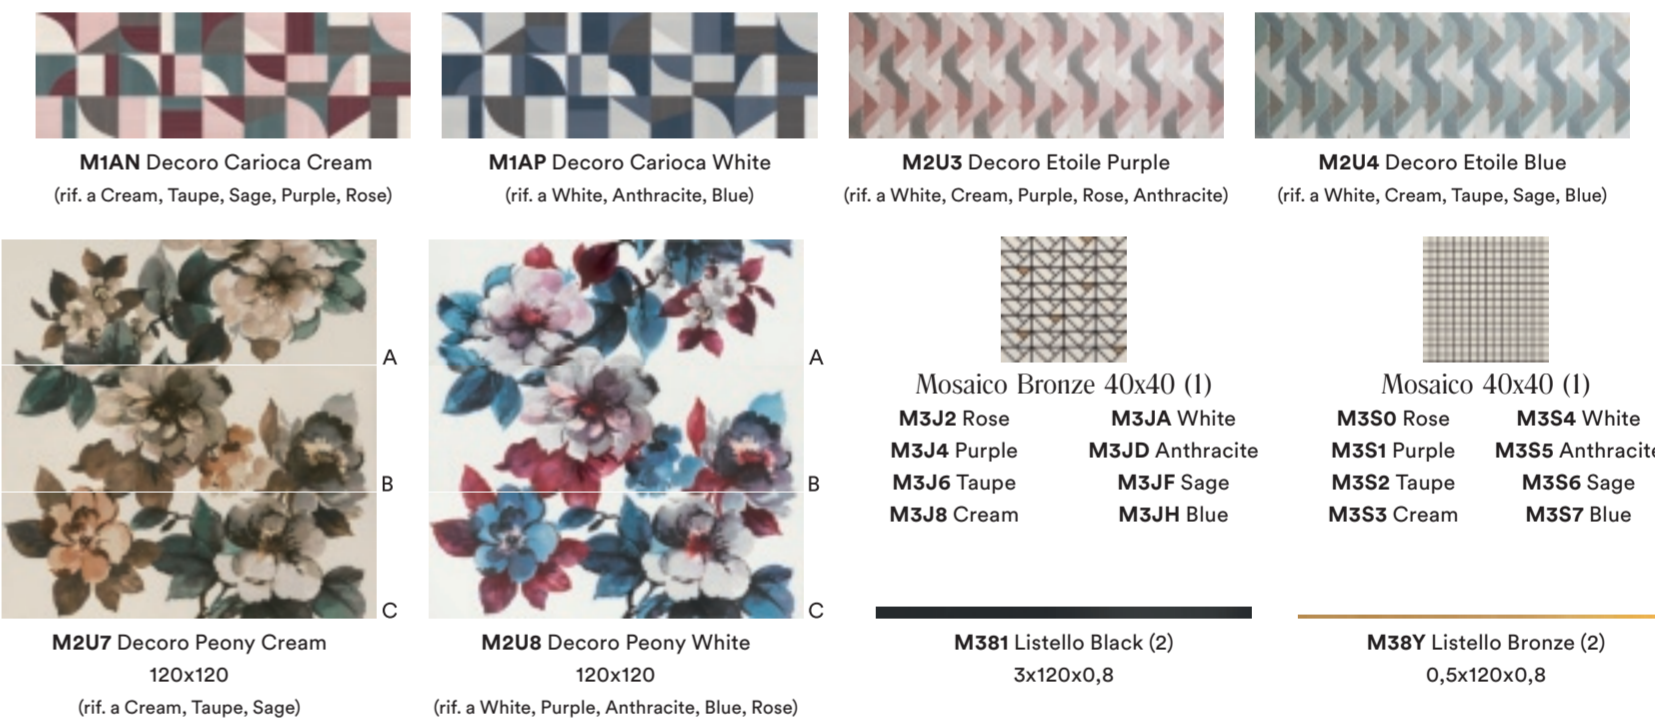 M1AN Decoro Carioca Cream
(rif. a Cream, Taupe, Sage, Purple, Rose)
M1AP Decoro Carioca White
(rif. a White, Anthracite, Blue)
M2U3 Decoro Etoile Purple
(rif. a White, Cream, Purple, Rose, Anthracite)
M2U4 Decoro Etoile Blue
(rif. a White, Cream, Taupe, Sage, Blue)
A
B
C
M2U7 Decoro Peony Cream
120x120
(rif. a Cream, Taupe, Sage)
A
B
C
M2U8 Decoro Peony White
120x120
(rif. a White, Purple, Anthracite, Blue, Rose)
Mosaico Bronze 40x40 (1)
M3J2 Rose
M3J4 Purple
M3J6 Taupe
M3J8 Cream
M3JA White
M3JD Anthracite
M3JF Sage
M3JH Blue
Mosaico 40x40 (1)
M3S0 Rose
M3S1 Purple
M3S2 Taupe
M3S3 Cream
M3S4 White
M3S5 Anthracite
M3S6 Sage
M3S7 Blue
M381 Listello Black (2)
3x120x0,8
M38Y Listello Bronze (2)
0,5x120x0,8